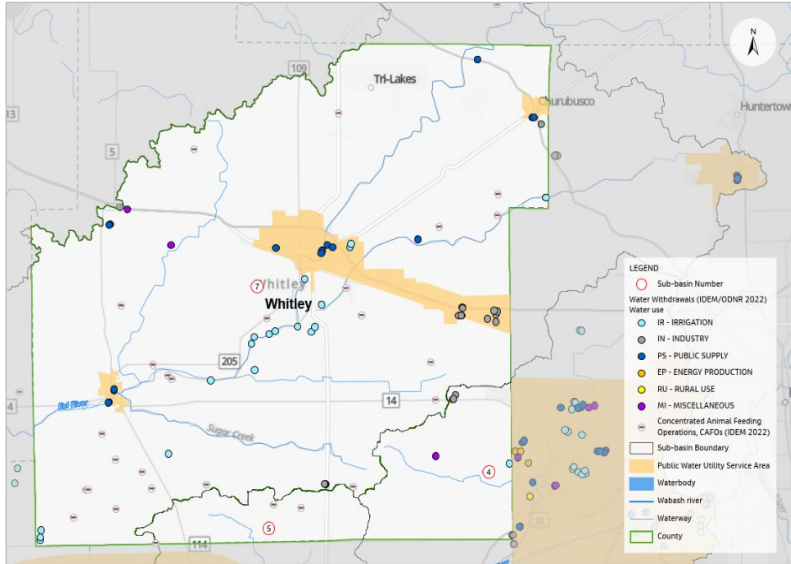 N
109
Tri-Lakes
Churubusco
Huntertow
13
5
7
Whitley
Whitley
205
14
4
Eel River
Sugar Creek
4
5
114
24
LEGEND
Sub-basin Number
Water Withdrawals (IDEM/ODNR 2022)
Water use
IR - IRRIGATION
IN - INDUSTRY
PS - PUBLIC SUPPLY
EP - ENERGY PRODUCTION
RU - RURAL USE
MI - MISCELLANEOUS
Concentrated Animal Feeding
Operations, CAFOs (IDEM 2022)
Sub-basin Boundary
Public Water Utility Service Area
Waterbody
Wabash river
Waterway
County